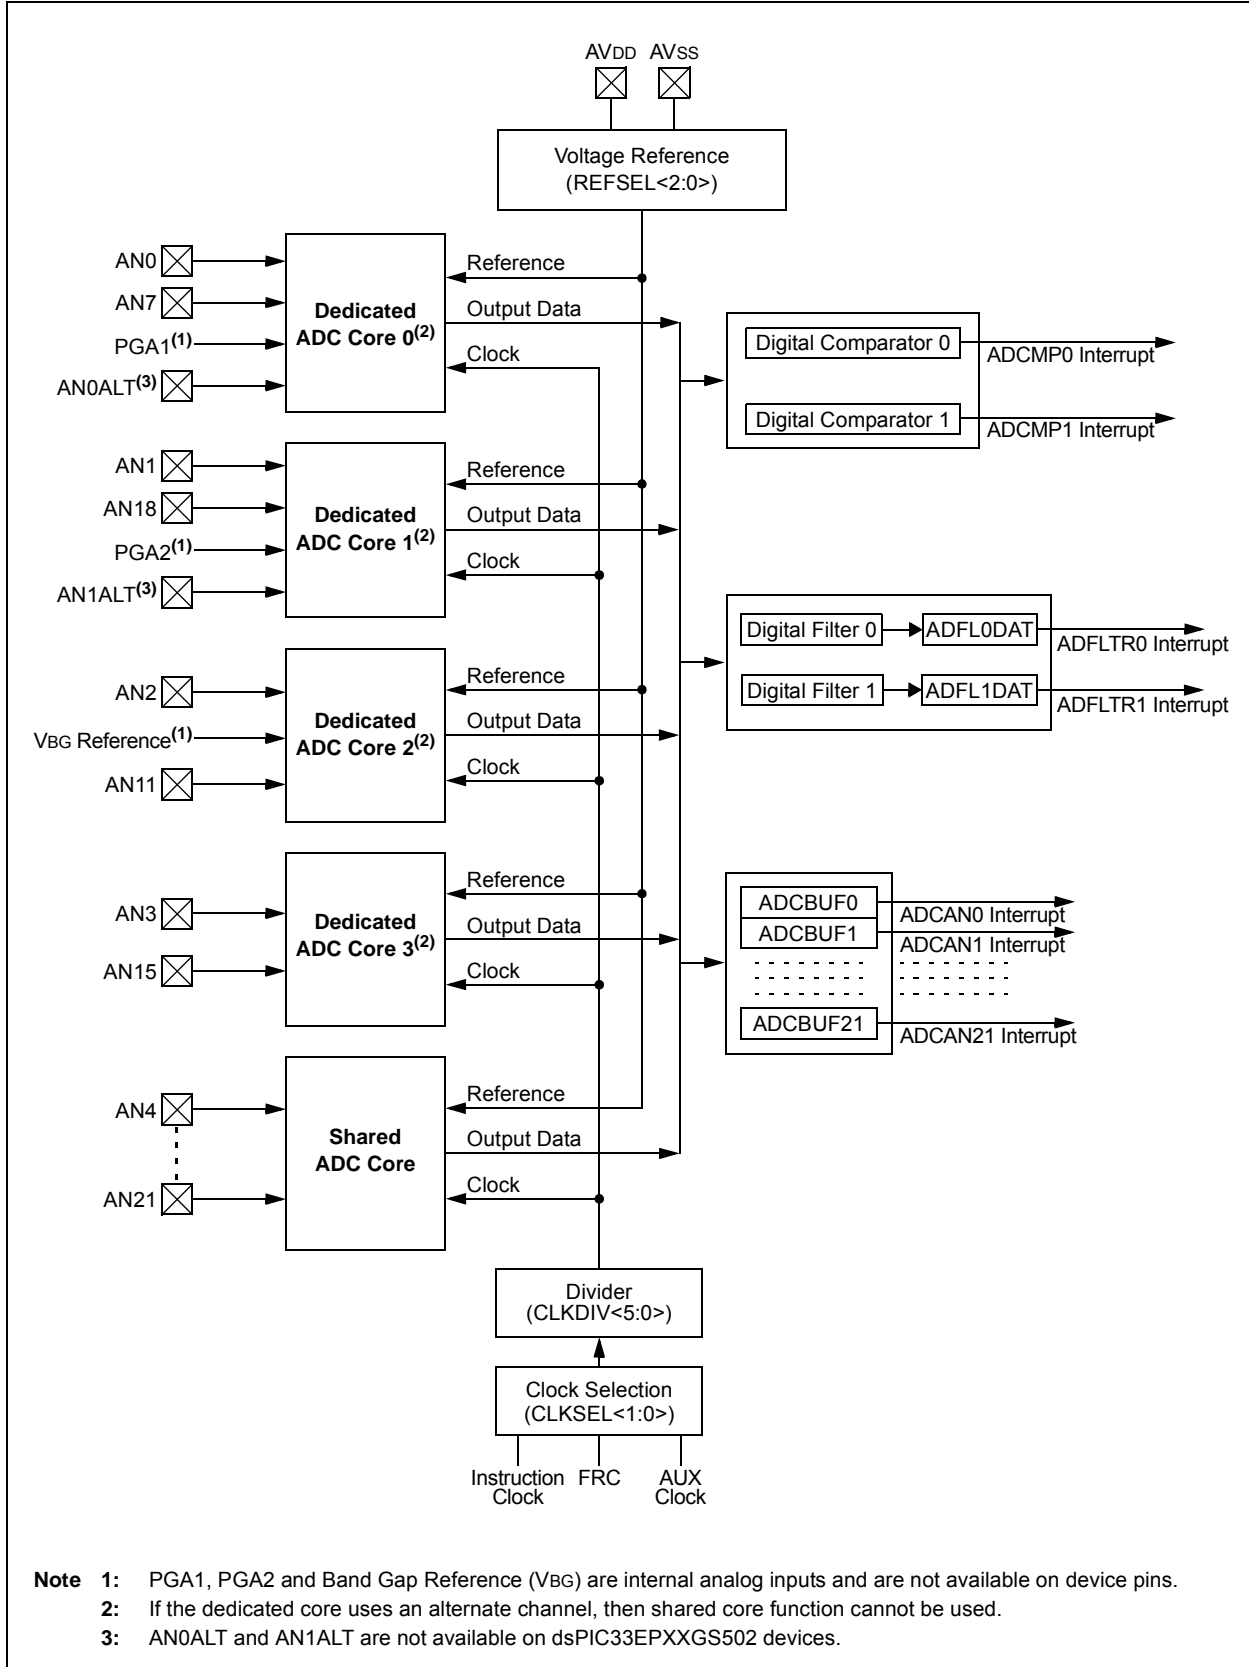 AVDD AVSS
Voltage Reference
(REFSEL<2:0>)
AN0
AN7
PGA1(1)
AN0ALT(3)
Dedicated
ADC Core 0(2)
Reference
Output Data
Clock
Digital Comparator 0
ADCMP0 Interrupt
Digital Comparator 1
ADCMP1 Interrupt
AN1
AN18
PGA2(1)
AN1ALT(3)
Dedicated
ADC Core 1(2)
Reference
Output Data
Clock
Digital Filter 0
ADFL0DAT
ADFLTR0 Interrupt
Digital Filter 1
ADFL1DAT
ADFLTR1 Interrupt
AN2
VBG Reference(1)
AN11
Dedicated
ADC Core 2(2)
Reference
Output Data
Clock
AN3
AN15
Dedicated
ADC Core 3(2)
Reference
Output Data
Clock
ADCBUF0
ADCAN0 Interrupt
ADCBUF1
ADCAN1 Interrupt
ADCBUF21
ADCAN21 Interrupt
AN4
AN21
Shared
ADC Core
Reference
Output Data
Clock
Divider
(CLKDIV<5:0>)
Clock Selection
(CLKSEL<1:0>)
Instruction
Clock
FRC
AUX
Clock
Note 1: PGA1, PGA2 and Band Gap Reference (VBG) are internal analog inputs and are not available on device pins.
2: If the dedicated core uses an alternate channel, then shared core function cannot be used.
3: AN0ALT and AN1ALT are not available on dsPIC33EPXXGS502 devices.